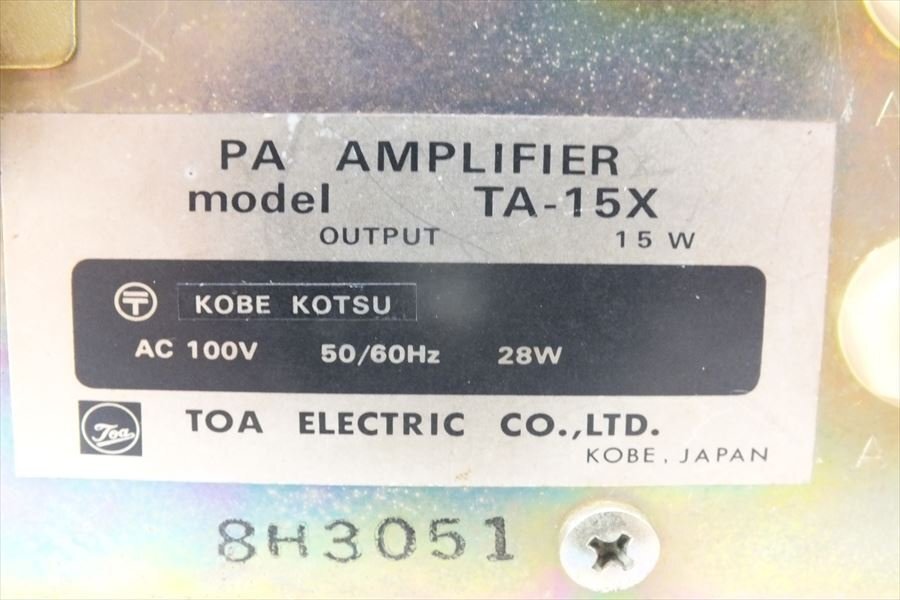 PA AMPLIFIER
model TA-15X
OUTPUT 15 W
〒 KOBE KOTSU
AC 100V 50/60Hz 28W
Toa TOA ELECTRIC CO.,LTD.
KOBE, JAPAN
8H3051